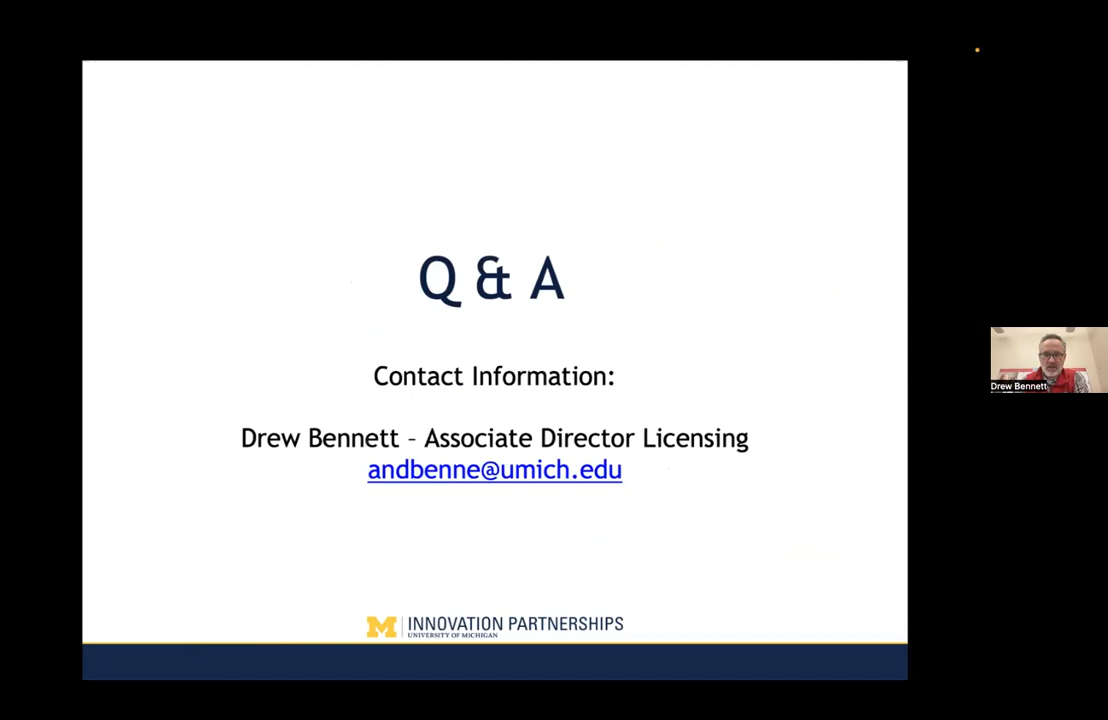 Q & A
Contact Information:
Drew Bennett – Associate Director Licensing
andbenne@umich.edu
M INNOVATION PARTNERSHIPS
UNIVERSITY OF MICHIGAN
Drew Bennett